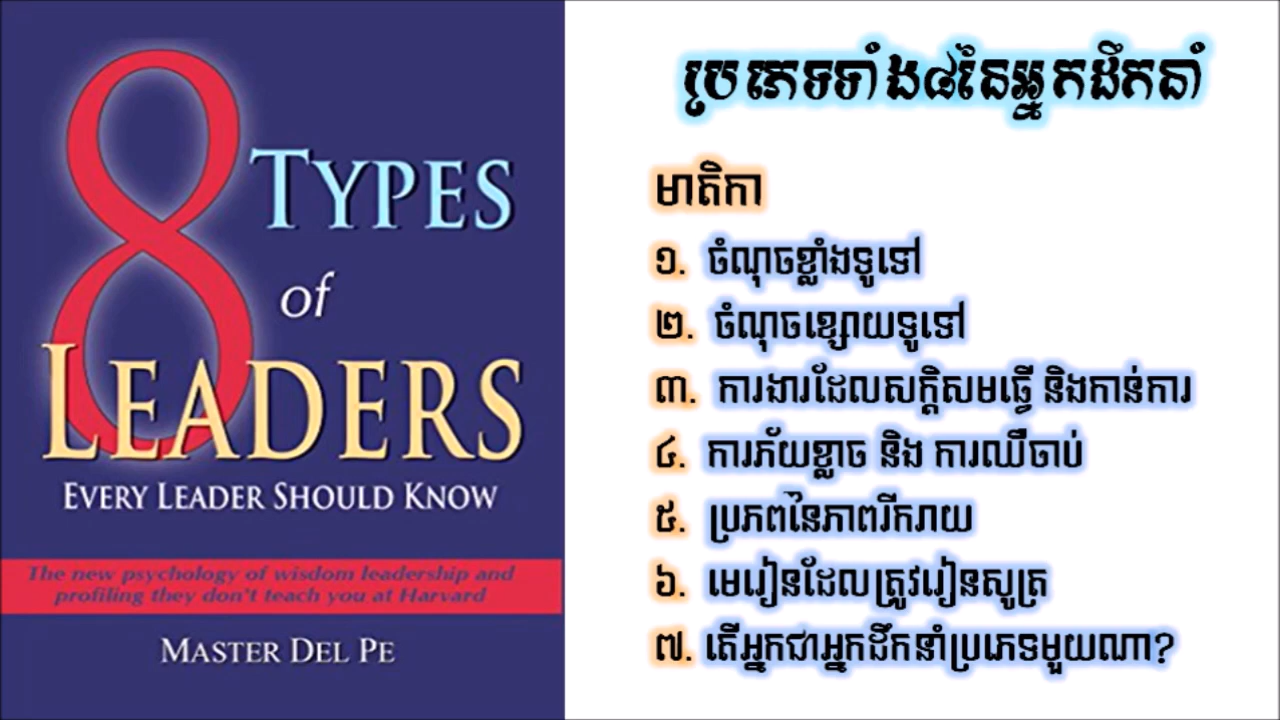 8 TYPES
of
LEADERS
EVERY LEADER SHOULD KNOW
The new psychology of wisdom leadership and
profiling they don't teach you at Harvard
MASTER DEL PE
ប្រភេទទាំង៨នៃអ្នកដឹកនាំ
មាតិកា
១. ចំណុចខ្លាំងទូទៅ
២. ចំណុចខ្សោយទូទៅ
៣. ការងារដែលសក្តិសមធ្វើ និងកាន់ការ
៤. ការភ័យខ្លាច និង ការឈឺចាប់
៥. ប្រភពនៃភាពរីករាយ
៦. មេរៀនដែលត្រូវរៀនសូត្រ
៧. តើអ្នកជាអ្នកដឹកនាំប្រភេទមួយណា?